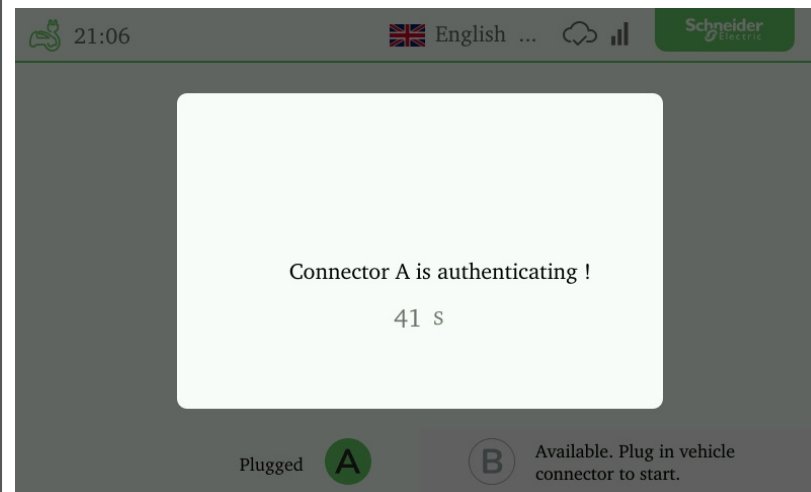 21:06
English ...
Schneider
Electric
Connector A is authenticating !
41 s
Plugged
A
B
Available. Plug in vehicle
connector to start.